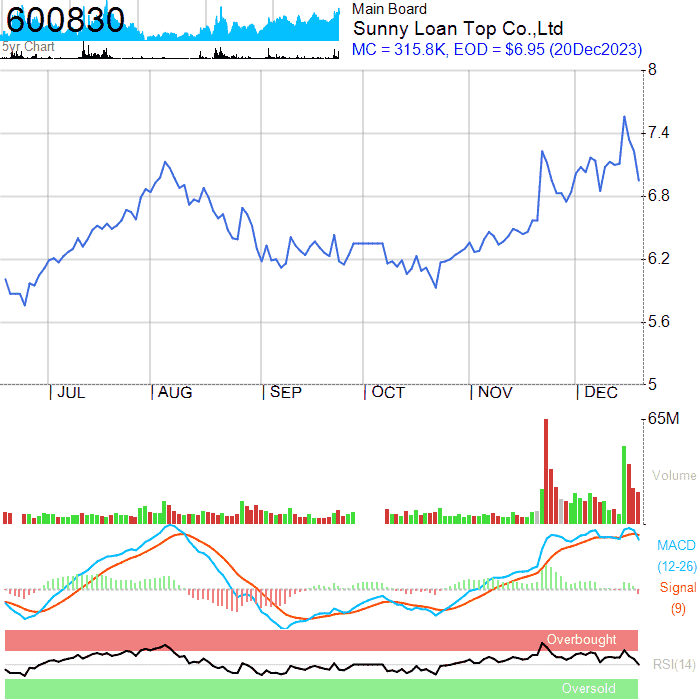 600830
5yr Chart
Main Board
Sunny Loan Top Co.,Ltd
MC = 315.8K, EOD = $6.95 (20Dec2023)
8
7.4
6.8
6.2
5.6
5
JUL AUG SEP OCT NOV DEC
65M
Volume
MACD
(12-26)
Signal
(9)
Overbought
RSI(14)
Oversold